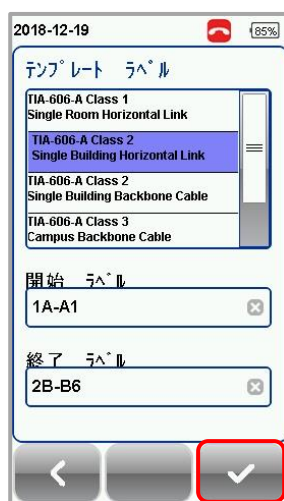 2018-12-19
85%
ﾃﾝﾌﾟﾚｰﾄ ﾗﾍﾞﾙ
TIA-606-A Class 1
Single Room Horizontal Link
TIA-606-A Class 2
Single Building Horizontal Link
TIA-606-A Class 2
Single Building Backbone Cable
TIA-606-A Class 3
Campus Backbone Cable
開始 ﾗﾍﾞﾙ
1A-A1
終了 ﾗﾍﾞﾙ
2B-B6